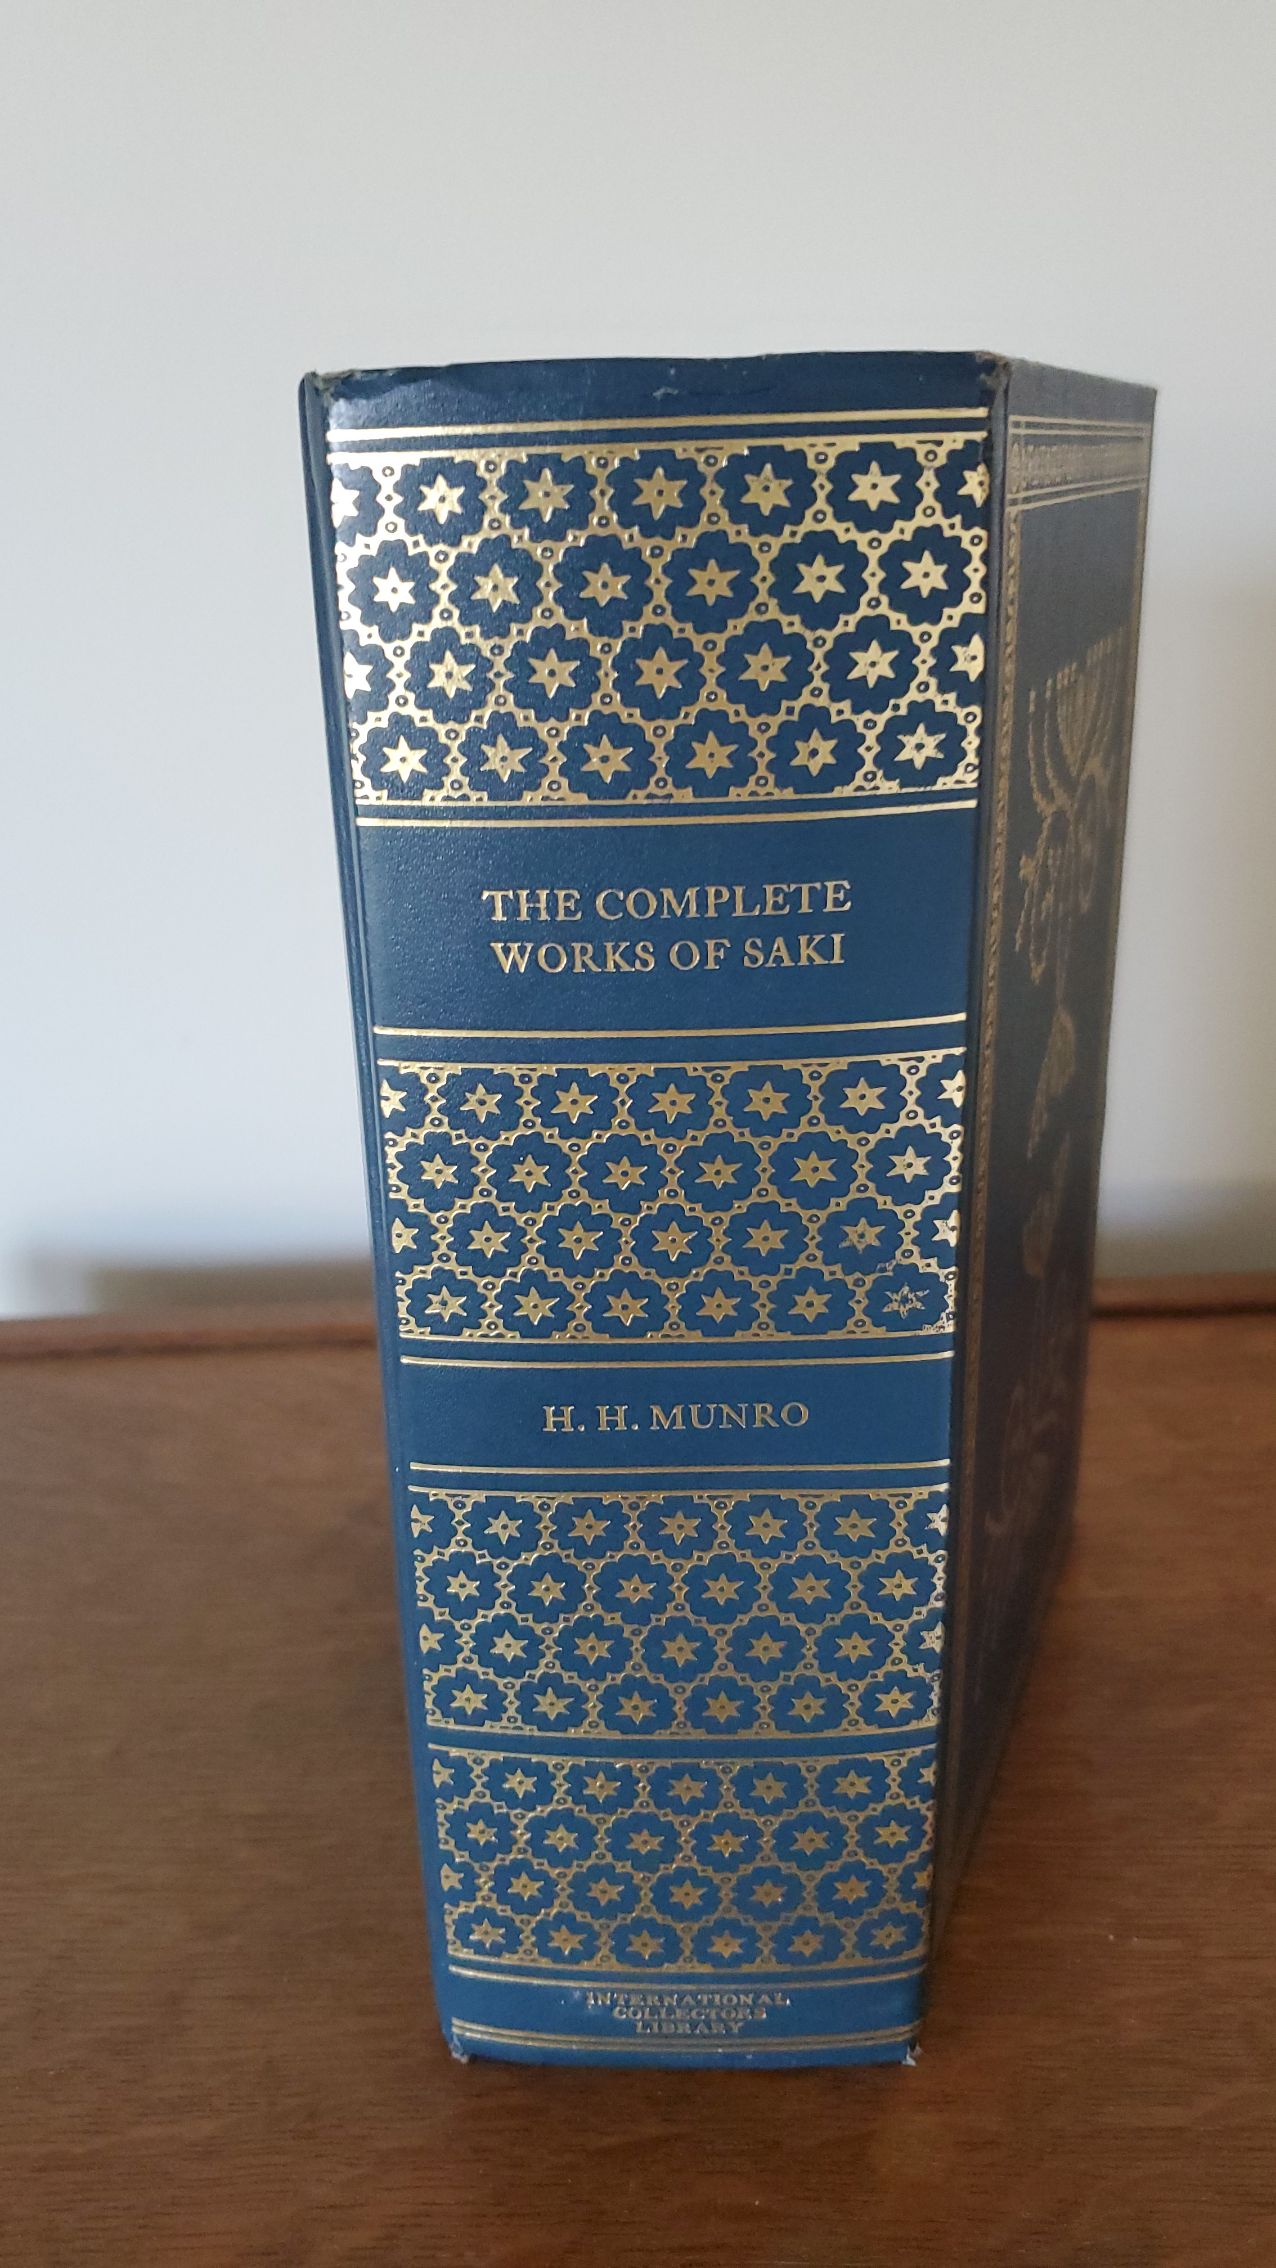 THE COMPLETE
WORKS OF SAKI
H. H. MUNRO
INTERNATIONAL
COLLECTORS
LIBRARY